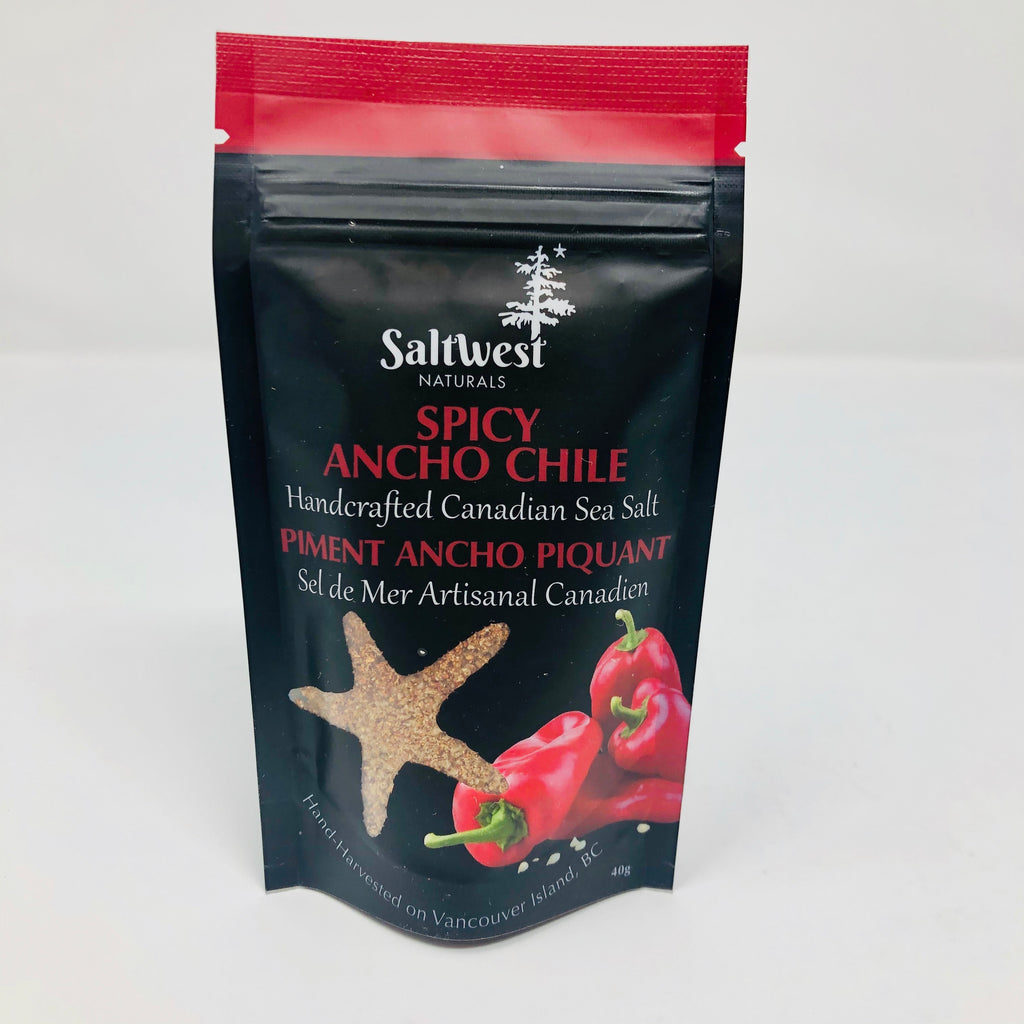 SaltWest
NATURALS
SPICY
ANCHO CHILE
Handcrafted Canadian Sea Salt
PIMENT ANCHO PIQUANT
Sel de Mer Artisanal Canadien
Hand-Harvested on Vancouver Island, BC
40g